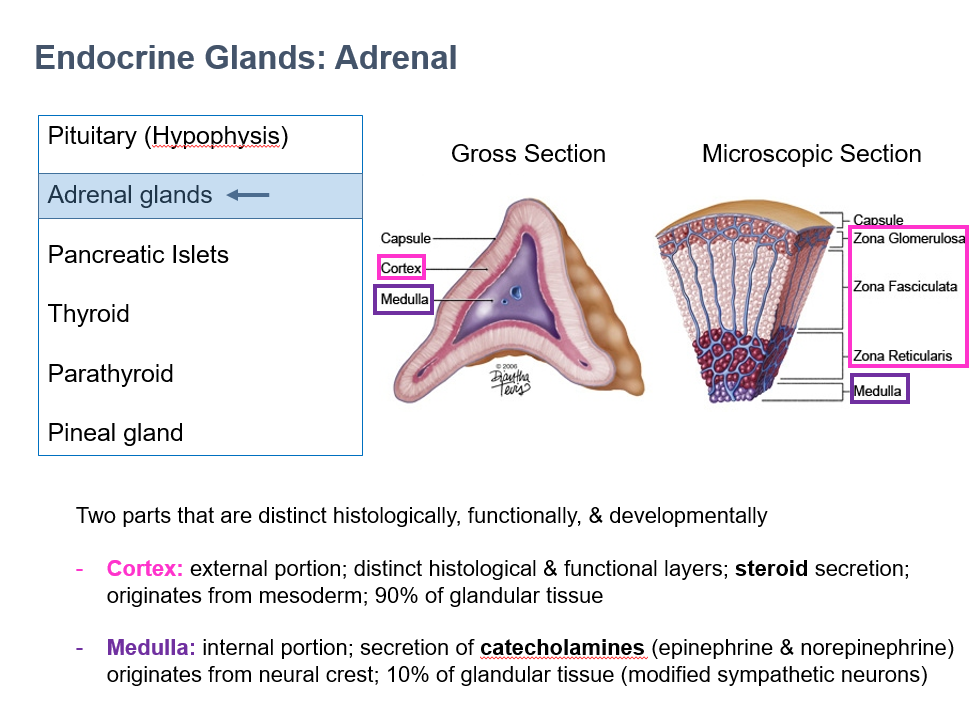 Endocrine Glands: Adrenal
Pituitary (Hypophysis)
Adrenal glands
Pancreatic Islets
Thyroid
Parathyroid
Pineal gland
Gross Section
Capsule
Cortex
Medulla
© 2006
Microscopic Section
Capsule
Zona Glomerulosa
Zona Fasciculata
Zona Reticularis
Medulla
Two parts that are distinct histologically, functionally, & developmentally
- Cortex: external portion; distinct histological & functional layers; steroid secretion;
originates from mesoderm; 90% of glandular tissue
- Medulla: internal portion; secretion of catecholamines (epinephrine & norepinephrine)
originates from neural crest; 10% of glandular tissue (modified sympathetic neurons)